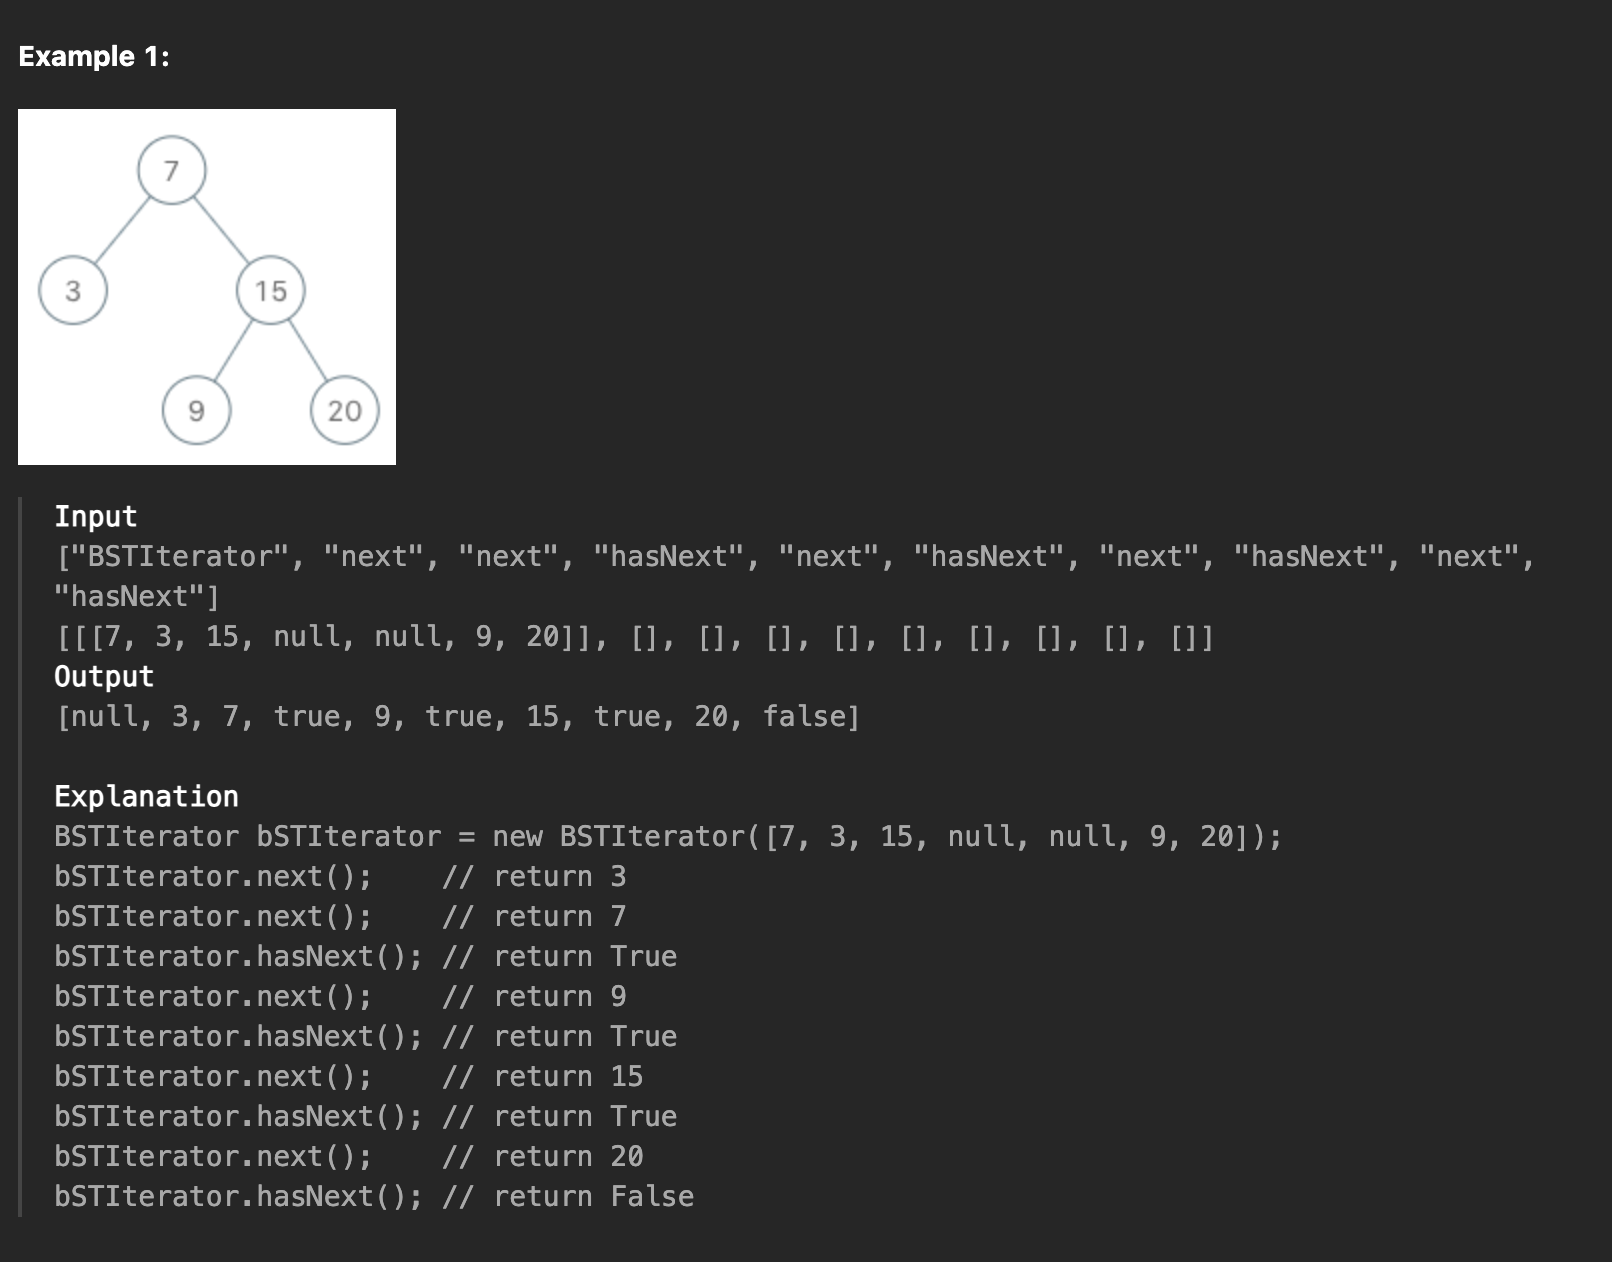 Example 1:
7
3
15
9
20
Input
["BSTIterator", "next", "next", "hasNext", "next", "hasNext", "next", "hasNext", "next",
"hasNext"]
[[[7, 3, 15, null, null, 9, 20]], [], [], [], [], [], [], [], [], []]
Output
[null, 3, 7, true, 9, true, 15, true, 20, false]
Explanation
BSTIterator bSTIterator = new BSTIterator([7, 3, 15, null, null, 9, 20]);
bSTIterator.next();    // return 3
bSTIterator.next();    // return 7
bSTIterator.hasNext(); // return True
bSTIterator.next();    // return 9
bSTIterator.hasNext(); // return True
bSTIterator.next();    // return 15
bSTIterator.hasNext(); // return True
bSTIterator.next();    // return 20
bSTIterator.hasNext(); // return False